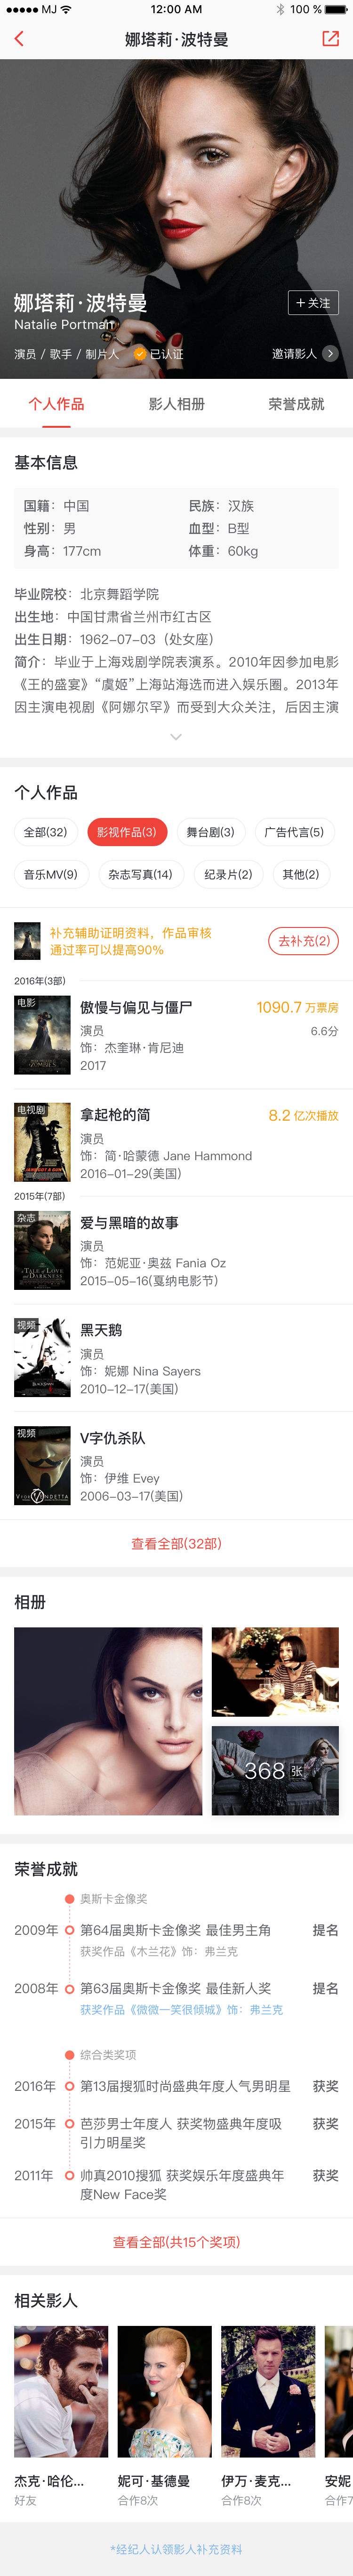 MJ 12:00 AM 100 %
娜塔莉·波特曼
娜塔莉·波特曼
Natalie Portman
+ 关注
演员 / 歌手 / 制片人 已认证 邀请影人
个人作品 影人相册 荣誉成就
基本信息
国籍：中国 民族：汉族
性别：男 血型：B型
身高：177cm 体重：60kg
毕业院校：北京舞蹈学院
出生地：中国甘肃省兰州市红古区
出生日期：1962-07-03（处女座）
简介：毕业于上海戏剧学院表演系。2010年因参加电影
《王的盛宴》“虞姬”上海站海选而进入娱乐圈。2013年
因主演电视剧《阿娜尔罕》而受到大众关注，后因主演
个人作品
全部(32) 影视作品(3) 舞台剧(3) 广告代言(5)
音乐MV(9) 杂志写真(14) 纪录片(2) 其他(2)
补充辅助证明资料，作品审核
通过率可以提高90%
去补充(2)
2016年(3部)
电影
傲慢与偏见与僵尸 1090.7 万票房
演员 6.6分
饰：杰奎琳·肯尼迪
2017
ZOMBIES
电视剧
拿起枪的简 8.2 亿次播放
演员
饰：简·哈蒙德 Jane Hammond
2016-01-29(美国)
JANE GOT A GUN
2015年(7部)
杂志
爱与黑暗的故事
演员
饰：范妮亚·奥兹 Fania Oz
2015-05-16(戛纳电影节)
A TALE OF LOVE AND DARKNESS
视频
黑天鹅
演员
饰：妮娜 Nina Sayers
2010-12-17(美国)
BLACK SWAN
视频
V字仇杀队
演员
饰：伊维 Evey
2006-03-17(美国)
V FOR VENDETTA
查看全部(32部)
相册
368 张
荣誉成就
奥斯卡金像奖
2009年 第64届奥斯卡金像奖 最佳男主角 提名
获奖作品《木兰花》饰：弗兰克
2008年 第63届奥斯卡金像奖 最佳新人奖 提名
获奖作品《微微一笑很倾城》饰：弗兰克
综合类奖项
2016年 第13届搜狐时尚盛典年度人气男明星 获奖
2015年 芭莎男士年度人 获奖物盛典年度吸 获奖
引力明星奖
2011年 帅真2010搜狐 获奖娱乐年度盛典年 获奖
度New Face奖
查看全部(共15个奖项)
相关影人
杰克·哈伦... 妮可·基德曼 伊万·麦克... 安妮
好友 合作8次 合作8次 合作7
*经纪人认领影人补充资料